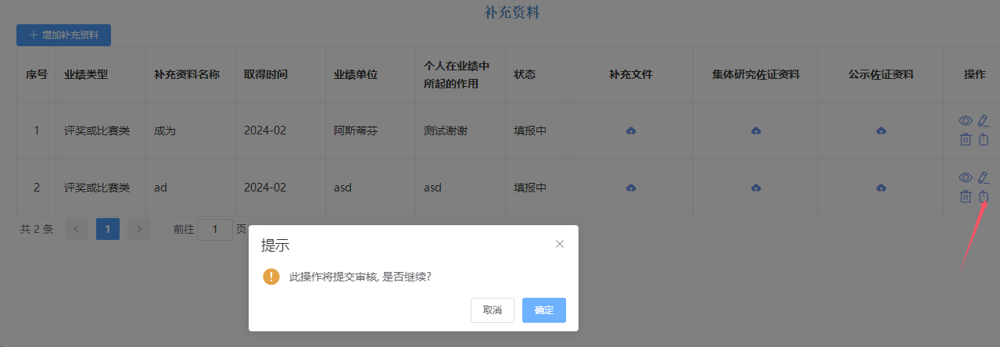 补充资料
增加补充资料
序号 业绩类型 补充资料名称 取得时间 业绩单位 个人在业绩中所起的作用 状态 补充文件 集体研究佐证资料 公示佐证资料 操作
1 评奖或比赛类 成为 2024-02 阿斯蒂芬 测试谢谢 填报中
2 评奖或比赛类 ad 2024-02 asd asd 填报中
共 2 条 1 前往 1 页
提示
此操作将提交审核, 是否继续?
取消 确定